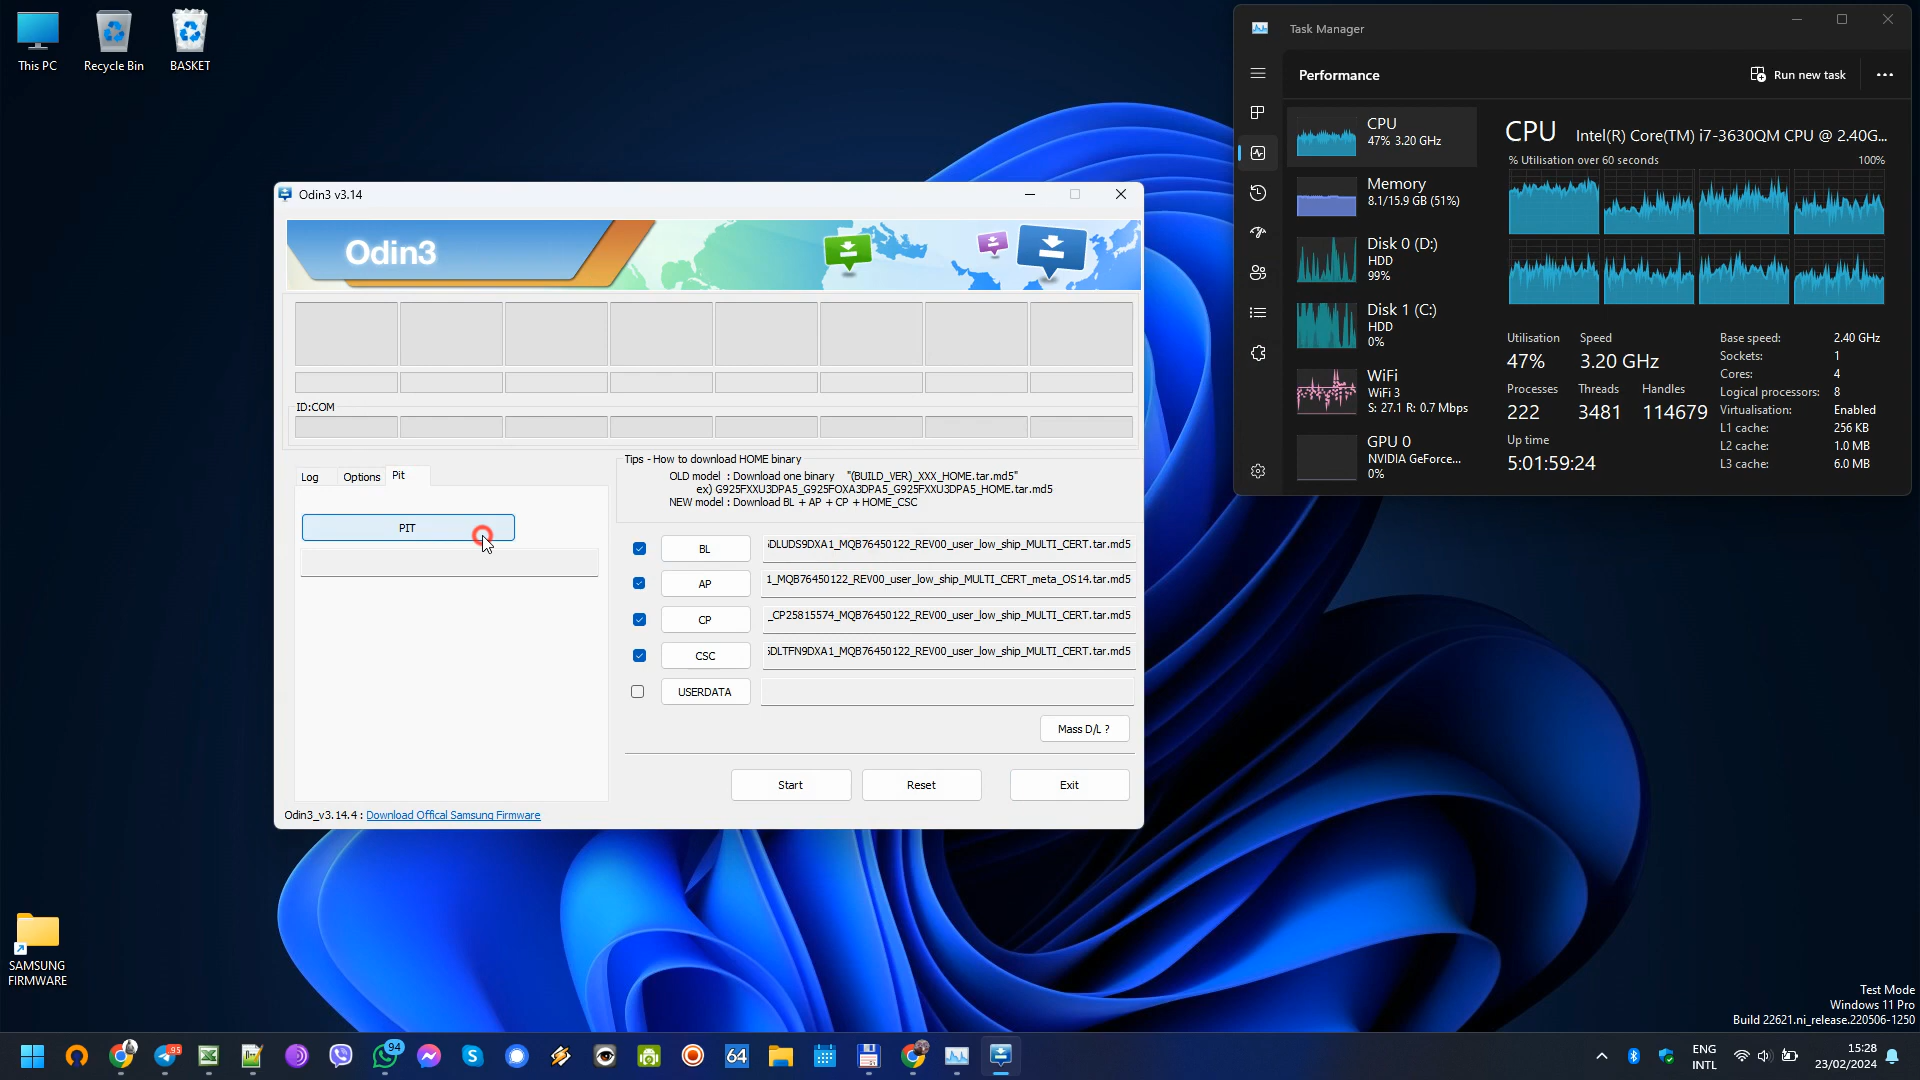 This PC
Recycle Bin
BASKET
Odin3 v3.14
Odin3
ID:COM
Log
Options
Pit
PIT
Tips - How to download HOME binary
OLD model : Download one binary "(BUILD_VER)_XXX_HOME.tar.md5"
ex) G925FXXU3DPA5_G925FOXA3DPA5_G925FXXU3DPA5_HOME.tar.md5
NEW model : Download BL + AP + CP + HOME_CSC
BL
DLUDS9DXA1_MQB76450122_REV00_user_low_ship_MULTI_CERT.tar.md5
AP
1_MQB76450122_REV00_user_low_ship_MULTI_CERT_meta_OS14.tar.md5
CP
_CP25815574_MQB76450122_REV00_user_low_ship_MULTI_CERT.tar.md5
CSC
DLTFN9DXA1_MQB76450122_REV00_user_low_ship_MULTI_CERT.tar.md5
USERDATA
Mass D/L ?
Start
Reset
Exit
Odin3_v3.14.4 : Download Offical Samsung Firmware
Task Manager
Performance
Run new task
CPU
47% 3.20 GHz
Memory
8.1/15.9 GB (51%)
Disk 0 (D:)
HDD
99%
Disk 1 (C:)
HDD
0%
WiFi
WiFi 3
S: 27.1 R: 0.7 Mbps
GPU 0
NVIDIA GeForce...
0%
CPU
Intel(R) Core(TM) i7-3630QM CPU @ 2.40G...
% Utilisation over 60 seconds
100%
Utilisation
Speed
47%
3.20 GHz
Processes
Threads
Handles
222
3481
114679
Up time
5:01:59:24
Base speed: 2.40 GHz
Sockets: 1
Cores: 4
Logical processors: 8
Virtualisation: Enabled
L1 cache: 256 KB
L2 cache: 1.0 MB
L3 cache: 6.0 MB
SAMSUNG
FIRMWARE
Test Mode
Windows 11 Pro
Build 22621.ni_release.220506-1250
95
94
64
ENG
INTL
15:28
23/02/2024